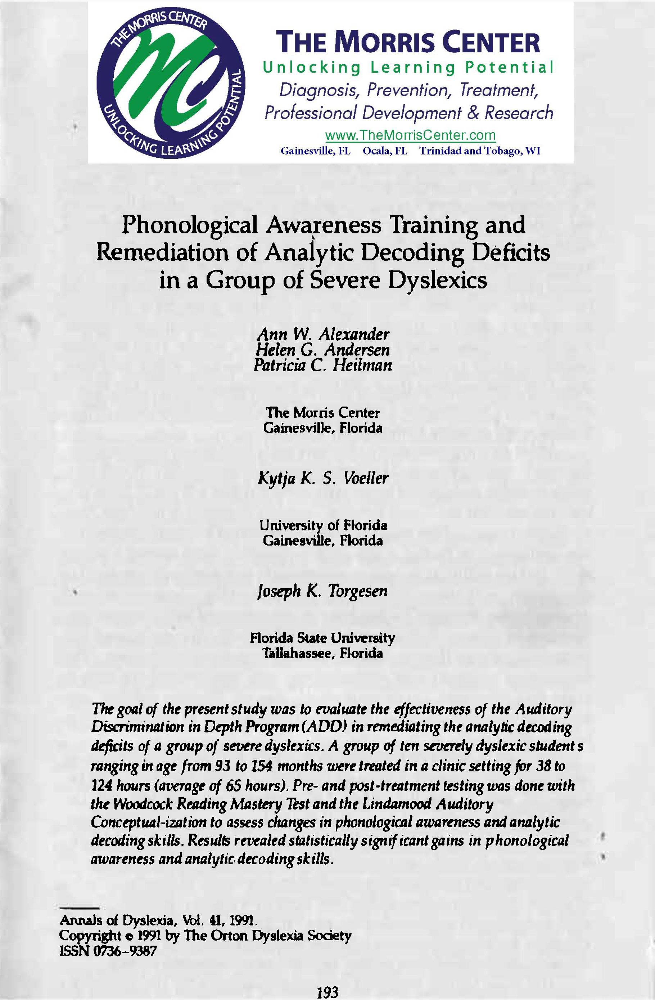 THE MORRIS CENTER
UNLOCKING LEARNING POTENTIAL
THE MORRIS CENTER
Unlocking Learning Potential
Diagnosis, Prevention, Treatment,
Professional Development & Research
www.TheMorrisCenter.com
Gainesville, FL Ocala, FL Trinidad and Tobago, WI
Phonological Awareness Training and
Remediation of Analytic Decoding Deficits
in a Group of Severe Dyslexics
Ann W. Alexander
Helen G. Andersen
Patricia C. Heilman
The Morris Center
Gainesville, Florida
Kytja K. S. Voeller
University of Florida
Gainesville, Florida
Joseph K. Torgesen
Florida State University
Tallahassee, Florida
The goal of the present study was to evaluate the effectiveness of the Auditory
Discrimination in Depth Program (ADD) in remediating the analytic decoding
deficits of a group of severe dyslexics. A group of ten severely dyslexic student s
ranging in age from 93 to 154 months were treated in a clinic setting for 38 to
124 hours (average of 65 hours). Pre- and post-treatment testing was done with
the Woodcock Reading Mastery Test and the Lindamood Auditory
Conceptual-ization to assess changes in phonological awareness and analytic
decoding skills. Results revealed statistically signif icant gains in phonological
awareness and analytic decoding skills.
Annals of Dyslexia, Vol. 41, 1991.
Copyright © 1991 by The Orton Dyslexia Society
ISSN 0736–9387
193